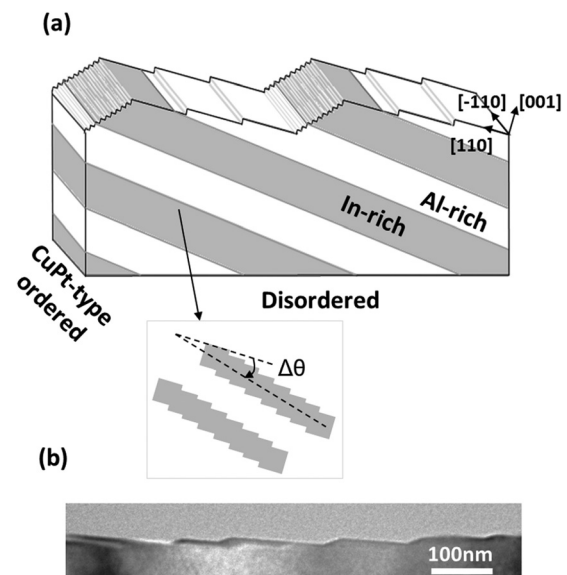 (a)
[-110]
[001]
[110]
Al-rich
In-rich
CuPt-type
ordered
Disordered
Δθ
(b)
100nm